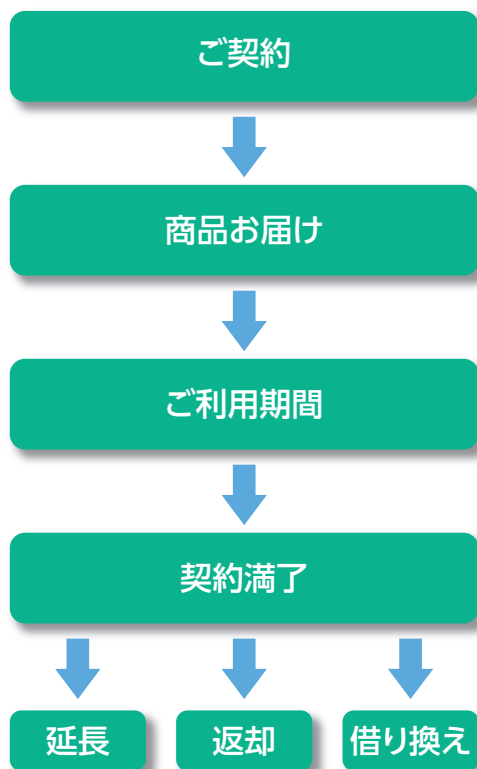 ご契約
商品お届け
ご利用期間
契約満了
延長
返却
借り換え